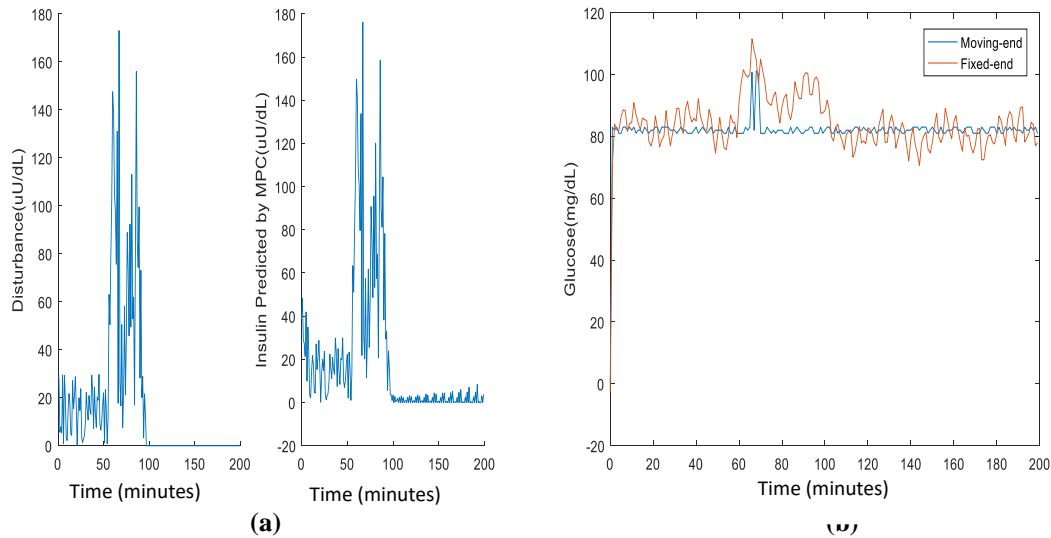 180
160
140
120
100
80
60
40
20
0
Disturbance(uU/dL)
0 50 100 150 200
Time (minutes)
180
160
140
120
100
80
60
40
20
0
-20
Insulin Predicted by MPC(uU/dL)
0 50 100 150 200
Time (minutes)
(a)
120
100
80
60
40
20
0
-20
Glucose(mg/dL)
Moving-end
Fixed-end
0 20 40 60 80 100 120 140 160 180 200
Time (minutes)
(b)